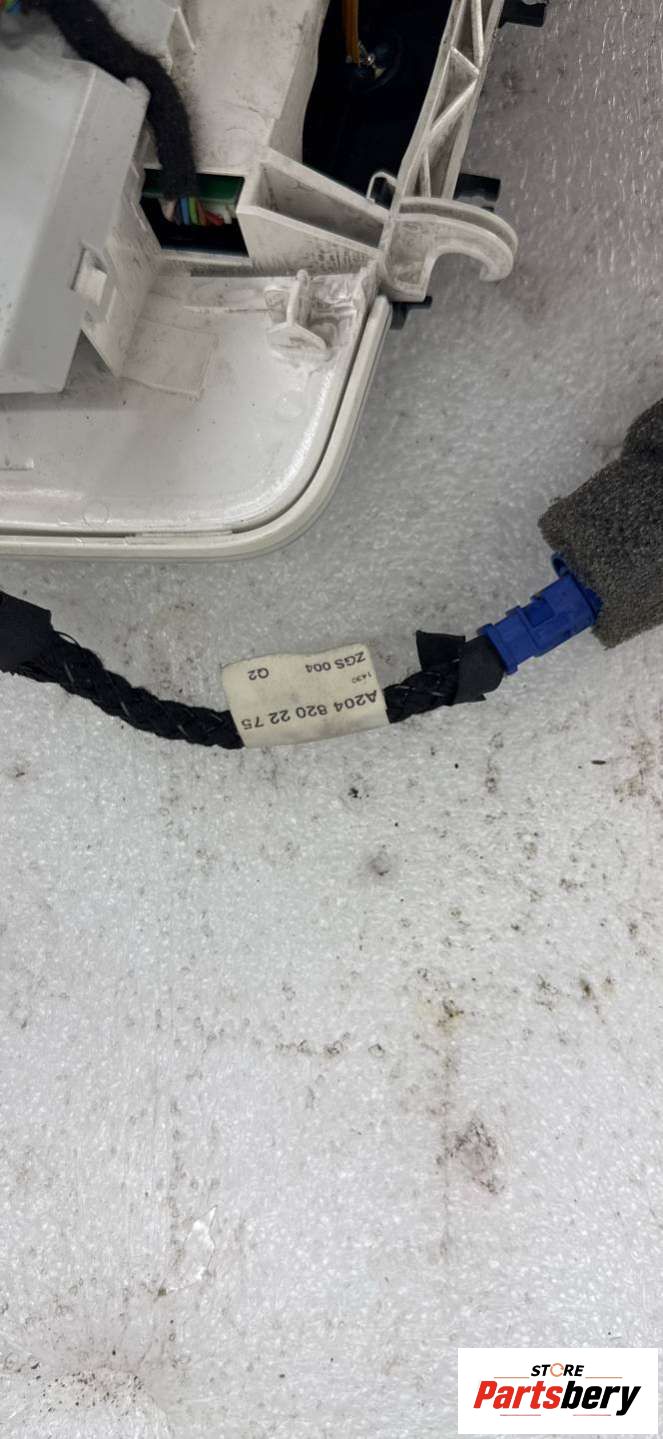 A204 820 22 75
1430
ZGS 004 Q2
STORE
Partsbery